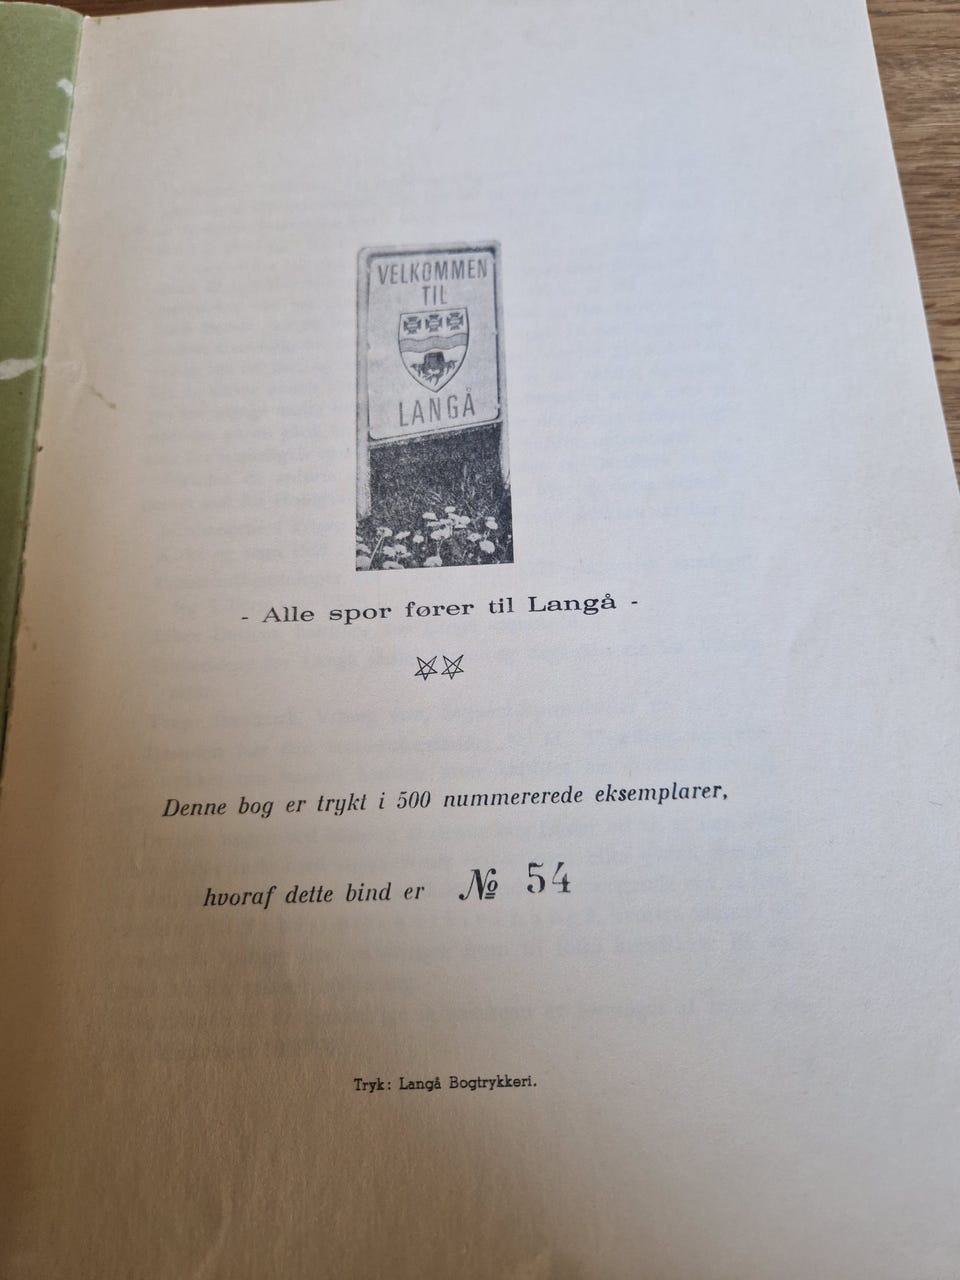 VELKOMMEN
TIL
LANGÅ
- Alle spor fører til Langå -
Denne bog er trykt i 500 nummererede eksemplarer,
hvoraf dette bind er № 54
Tryk: Langå Bogtrykkeri.